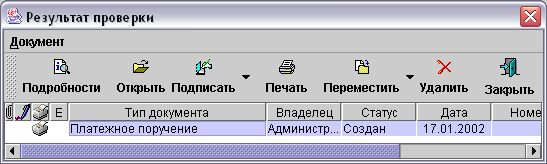 Результат проверки
Документ
Подробности Открыть Подписать Печать Переместить Удалить Закрыть
E Тип документа Владелец Статус Дата Номе
Платежное поручение Администр... Создан 17.01.2002